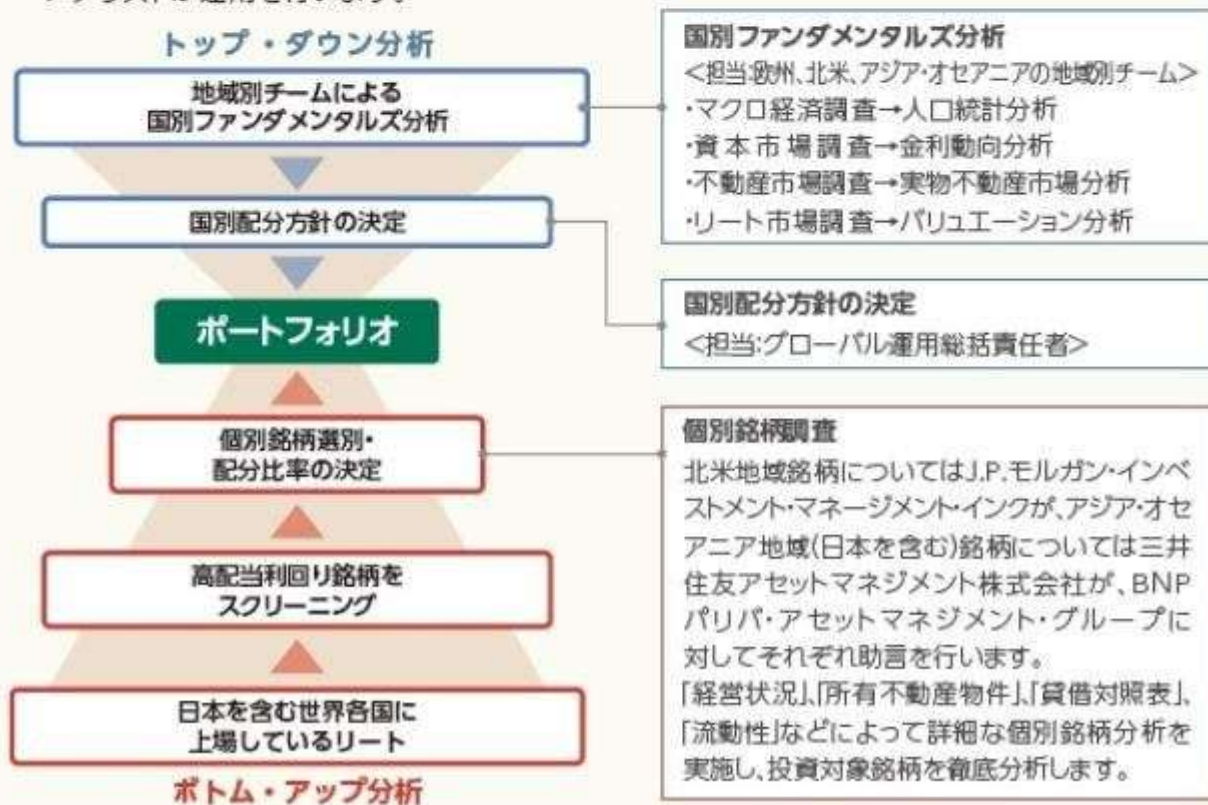 運用を行います。
トップ・ダウン分析
地域別チームによる
国別ファンダメンタルズ分析
国別配分方針の決定
ポートフォリオ
個別銘柄選別・
配分比率の決定
高配当利回り銘柄を
スクリーニング
日本を含む世界各国に
上場しているリート
ボトム・アップ分析
国別ファンダメンタルズ分析
<担当:欧州、北米、アジア・オセアニアの地域別チーム>
・マクロ経済調査→人口統計分析
・資本市場調査→金利動向分析
・不動産市場調査→実物不動産市場分析
・リート市場調査→バリュエーション分析
国別配分方針の決定
<担当:グローバル運用総括責任者>
個別銘柄調査
北米地域銘柄についてはJ.P.モルガン・インベ
ストメント・マネージメント・インクが、アジア・オセ
アニア地域(日本を含む)銘柄については三井
住友アセットマネジメント株式会社が、BNP
パリバ・アセットマネジメント・グループに
対してそれぞれ助言を行います。
「経営状況」、「所有不動産物件」、「貸借対照表」、
「流動性」などによって詳細な個別銘柄分析を
実施し、投資対象銘柄を徹底分析します。